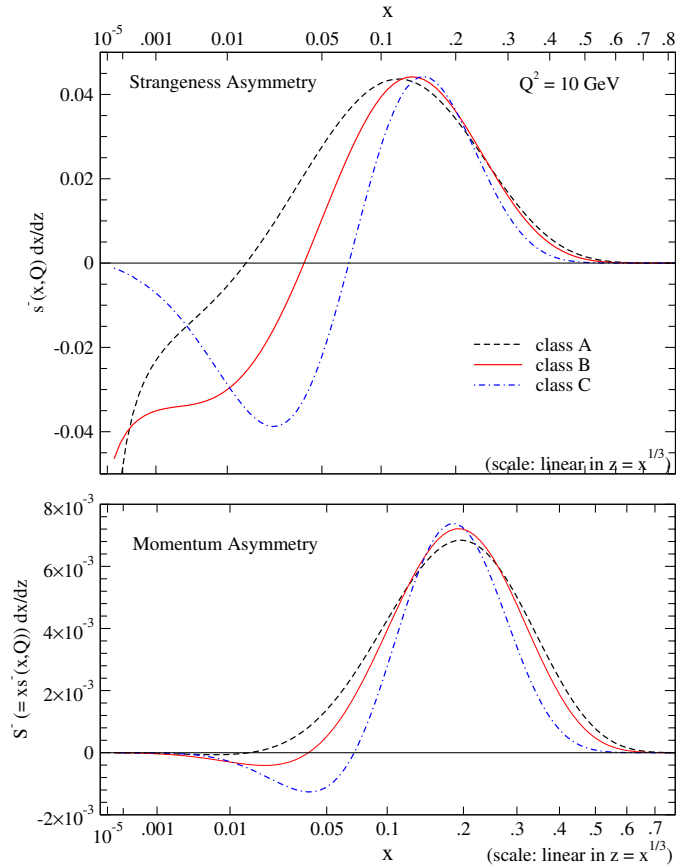 x
10^-5 .001 0.01 0.05 0.1 .2 .3 .4 .5 .6 .7 .8
Strangeness Asymmetry
Q^2 = 10 GeV
0.04
0.02
0
-0.02
-0.04
s^-(x,Q) dx/dz
class A
class B
class C
(scale: linear in z = x^1/3)
8×10^-3
6×10^-3
4×10^-3
2×10^-3
0
-2×10^-3
S^- (= xs^-(x,Q)) dx/dz
Momentum Asymmetry
10^-5 .001 0.01 0.05 0.1 .2 .3 .4 .5 .6 .7
x
(scale: linear in z = x^1/3)